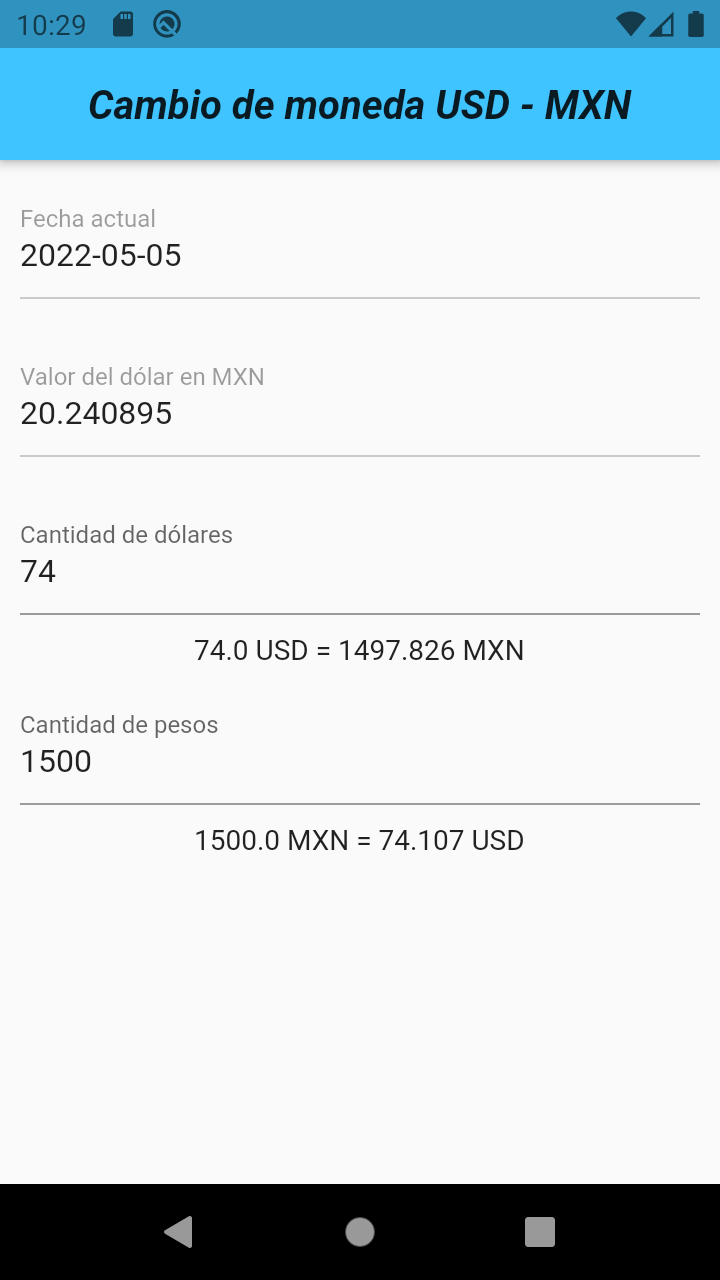 10:29
Cambio de moneda USD - MXN
Fecha actual
2022-05-05
Valor del dólar en MXN
20.240895
Cantidad de dólares
74
74.0 USD = 1497.826 MXN
Cantidad de pesos
1500
1500.0 MXN = 74.107 USD